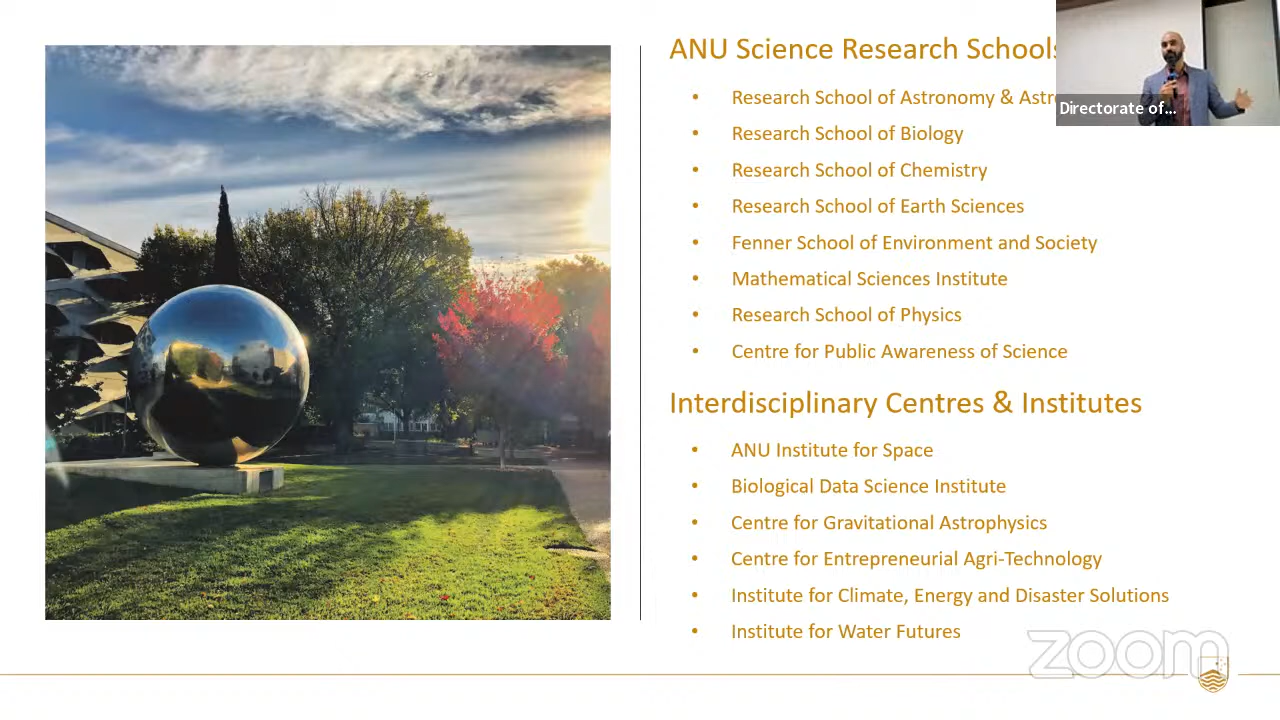 ANU Science Research Schools
• Research School of Astronomy & Astr
• Research School of Biology
• Research School of Chemistry
• Research School of Earth Sciences
• Fenner School of Environment and Society
• Mathematical Sciences Institute
• Research School of Physics
• Centre for Public Awareness of Science
Directorate of...
Interdisciplinary Centres & Institutes
• ANU Institute for Space
• Biological Data Science Institute
• Centre for Gravitational Astrophysics
• Centre for Entrepreneurial Agri-Technology
• Institute for Climate, Energy and Disaster Solutions
• Institute for Water Futures
zoom